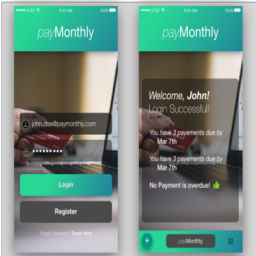 payMonthly
john.doe@paymonthly.com
Login
Register
Forgot Password? Reset Here
payMonthly
Welcome, John!
Login Successful!
You have 3 payments due by
Mar 7th
You have 3 payments due by
Mar 7th
No Payment is overdue!
payMonthly